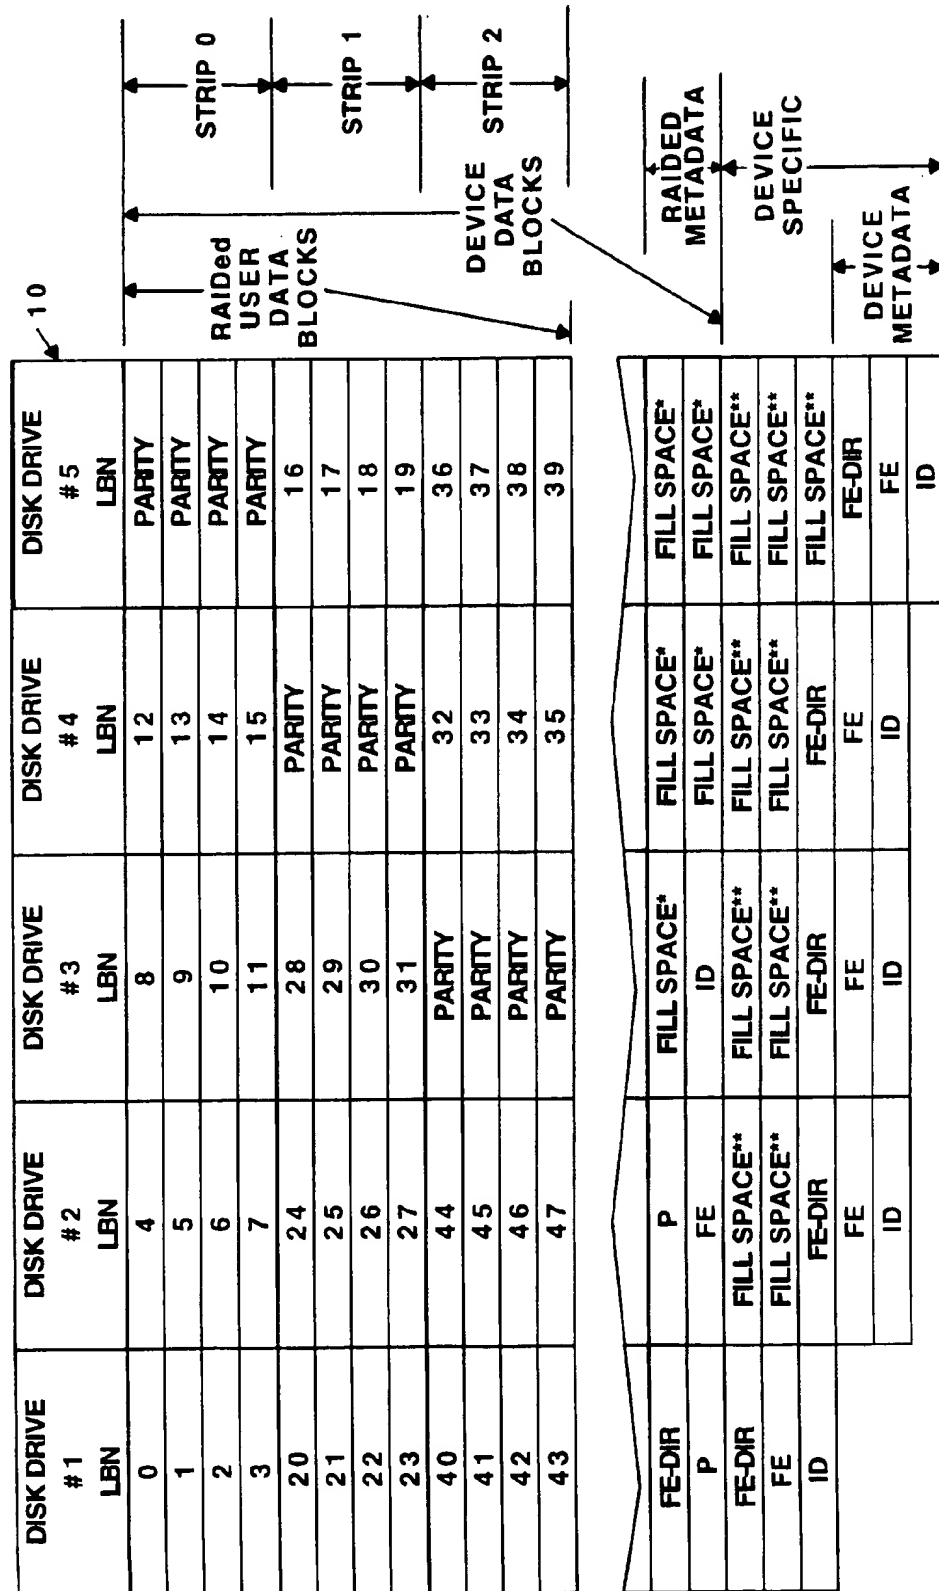 DISK DRIVE #1 DISK DRIVE #2 DISK DRIVE #3 DISK DRIVE #4 DISK DRIVE #5
LBN LBN LBN LBN LBN
0 4 8 12 PARITY
1 5 9 13 PARITY
2 6 10 14 PARITY
3 7 11 15 PARITY
20 24 28 PARITY 16
21 25 29 PARITY 17
22 26 30 PARITY 18
23 27 31 PARITY 19
40 44 PARITY 32 36
41 45 PARITY 33 37
42 46 PARITY 34 38
43 47 PARITY 35 39
FE-DIR P FILL SPACE* FILL SPACE* FILL SPACE*
P FE ID FILL SPACE* FILL SPACE*
FE-DIR FILL SPACE** FILL SPACE** FILL SPACE** FILL SPACE**
FE FILL SPACE** FILL SPACE** FILL SPACE** FILL SPACE**
ID FE-DIR FE-DIR FE-DIR FILL SPACE**
FE FE FE FE-DIR
ID ID ID FE
ID
10
RAIDed
USER
DATA
BLOCKS
DEVICE
DATA
BLOCKS
STRIP 0
STRIP 1
STRIP 2
RAIDED
METADATA
DEVICE
SPECIFIC
DEVICE
METADATA